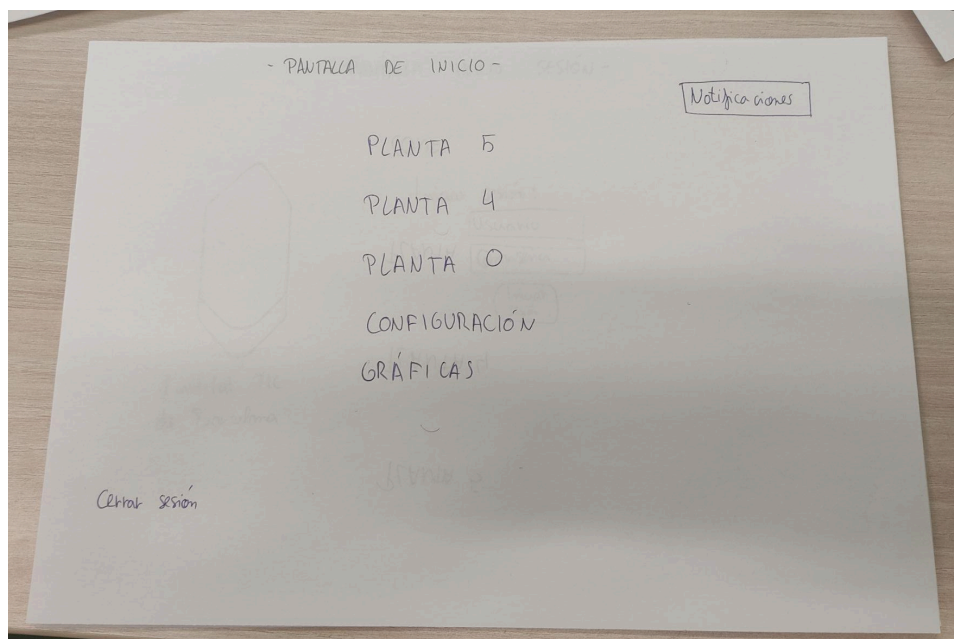 - PANTALLA DE INICIO -
Notificaciones
PLANTA 5
PLANTA 4
PLANTA 0
CONFIGURACIÓN
GRÁFICAS
Cerrar sesión